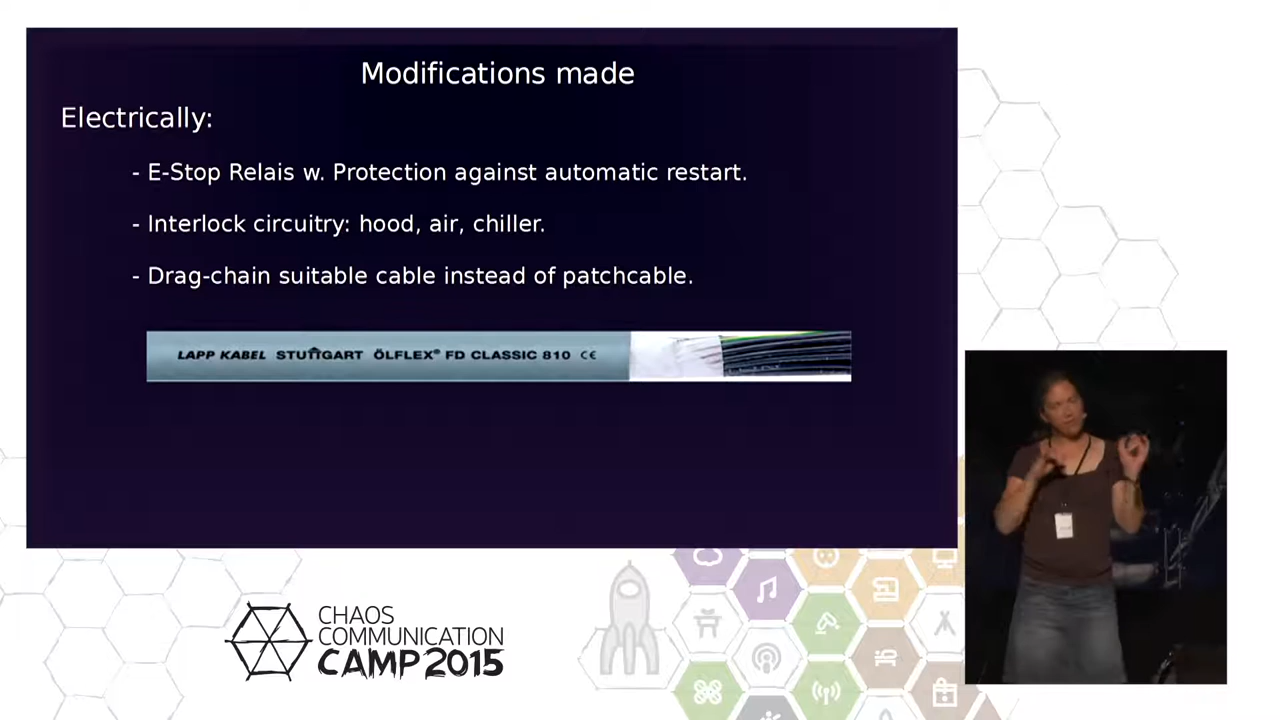 Modifications made
Electrically:
- E-Stop Relais w. Protection against automatic restart.
- Interlock circuitry: hood, air, chiller.
- Drag-chain suitable cable instead of patchcable.
LAPP KABEL STUTTGART ÖLFLEX® FD CLASSIC 810 CE
CHAOS
COMMUNICATION
CAMP 2015